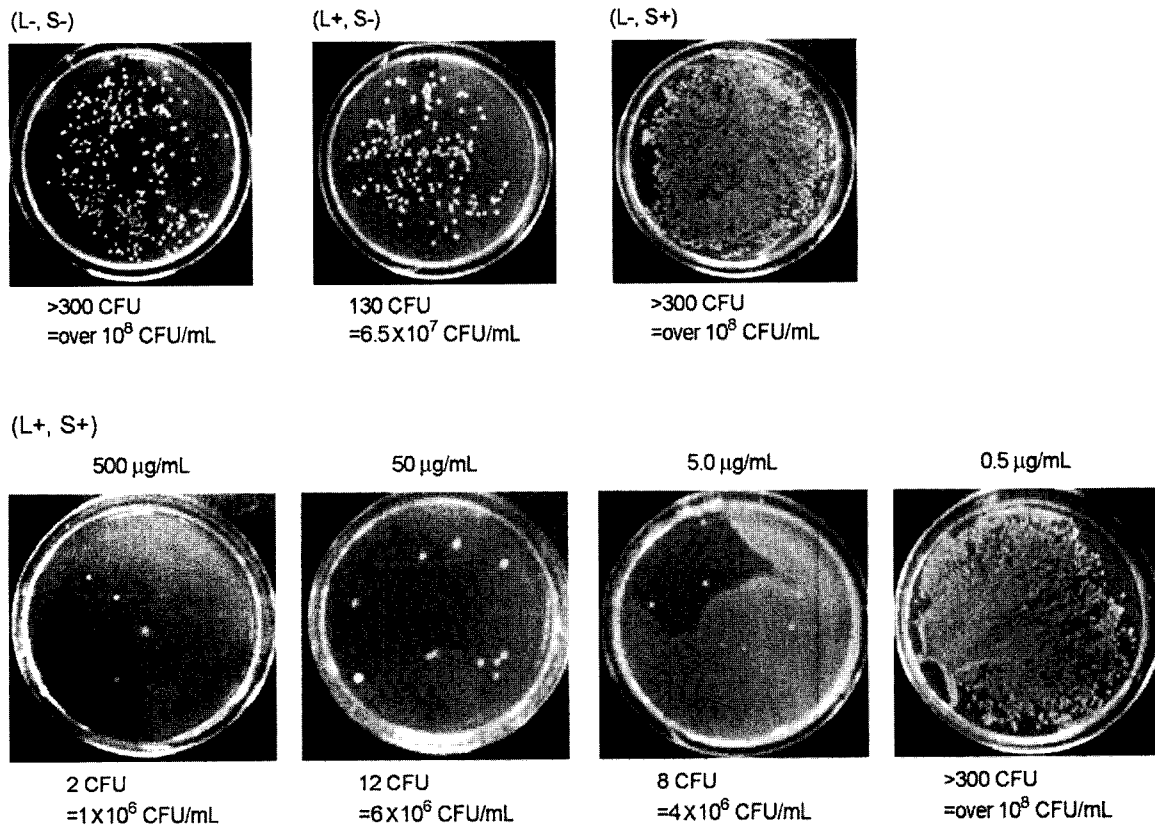 (L-, S-)
(L+, S-)
(L-, S+)
>300 CFU
=over 10⁸ CFU/mL
130 CFU
=6.5X10⁷ CFU/mL
>300 CFU
=over 10⁸ CFU/mL
(L+, S+)
500 µg/mL
50 µg/mL
5.0 µg/mL
0.5 µg/mL
2 CFU
=1X10⁶ CFU/mL
12 CFU
=6X10⁶ CFU/mL
8 CFU
=4X10⁶ CFU/mL
>300 CFU
=over 10⁸ CFU/mL